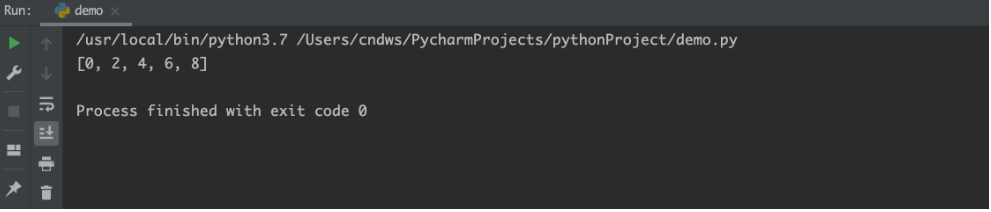 Run:
demo
/usr/local/bin/python3.7 /Users/cndws/PycharmProjects/pythonProject/demo.py
[0, 2, 4, 6, 8]
Process finished with exit code 0